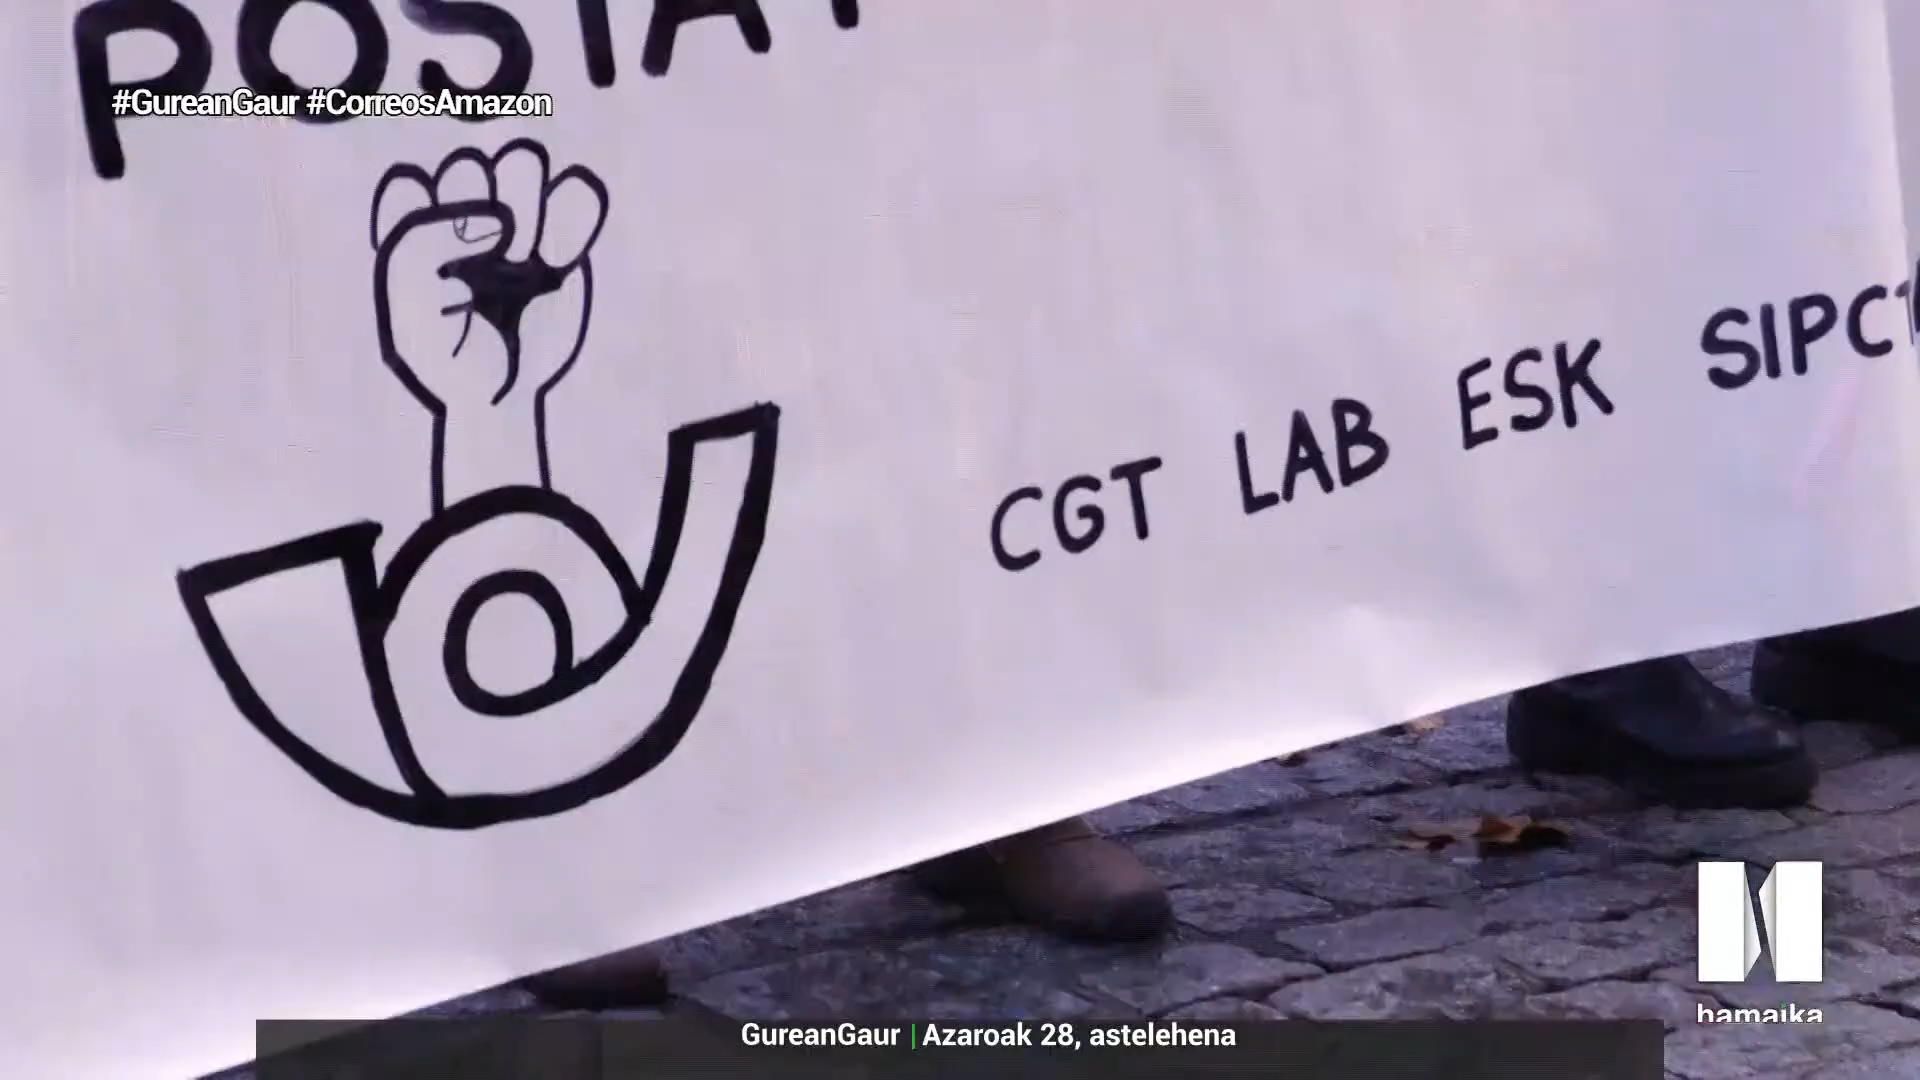 #GureanGaur #CorreosAmazon
CGT LAB ESK
hamaika
GureanGaur | Azaroak 28, astelehena